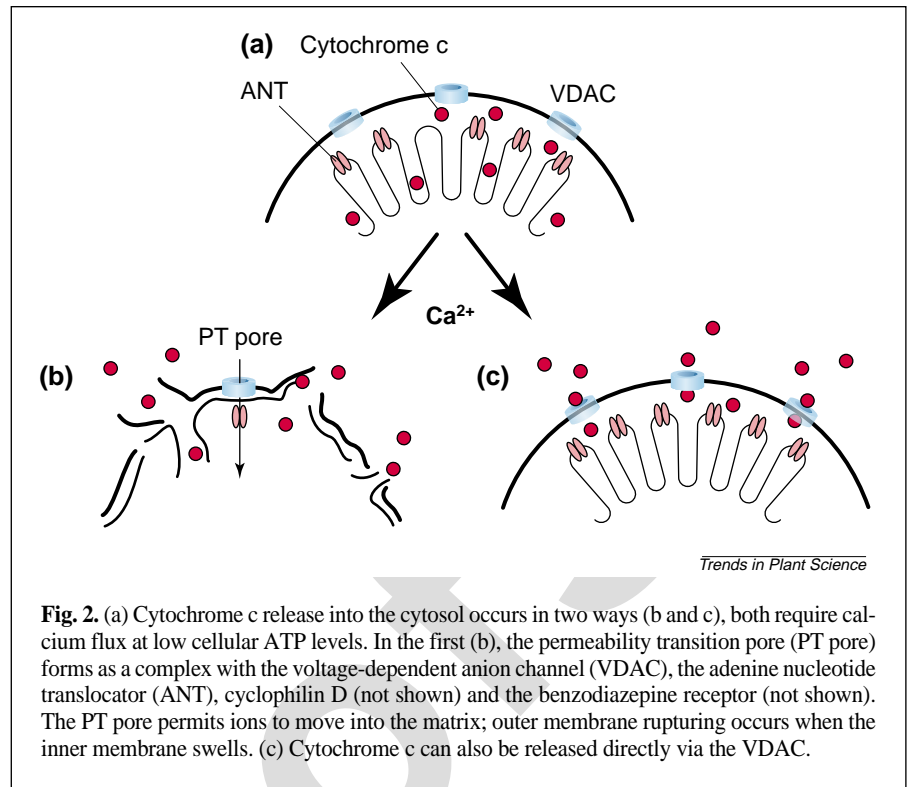 (a) Cytochrome c
ANT
VDAC
Ca2+
PT pore
(b)
(c)
Trends in Plant Science
Fig. 2. (a) Cytochrome c release into the cytosol occurs in two ways (b and c), both require cal-
cium flux at low cellular ATP levels. In the first (b), the permeability transition pore (PT pore)
forms as a complex with the voltage-dependent anion channel (VDAC), the adenine nucleotide
translocator (ANT), cyclophilin D (not shown) and the benzodiazepine receptor (not shown).
The PT pore permits ions to move into the matrix; outer membrane rupturing occurs when the
inner membrane swells. (c) Cytochrome c can also be released directly via the VDAC.